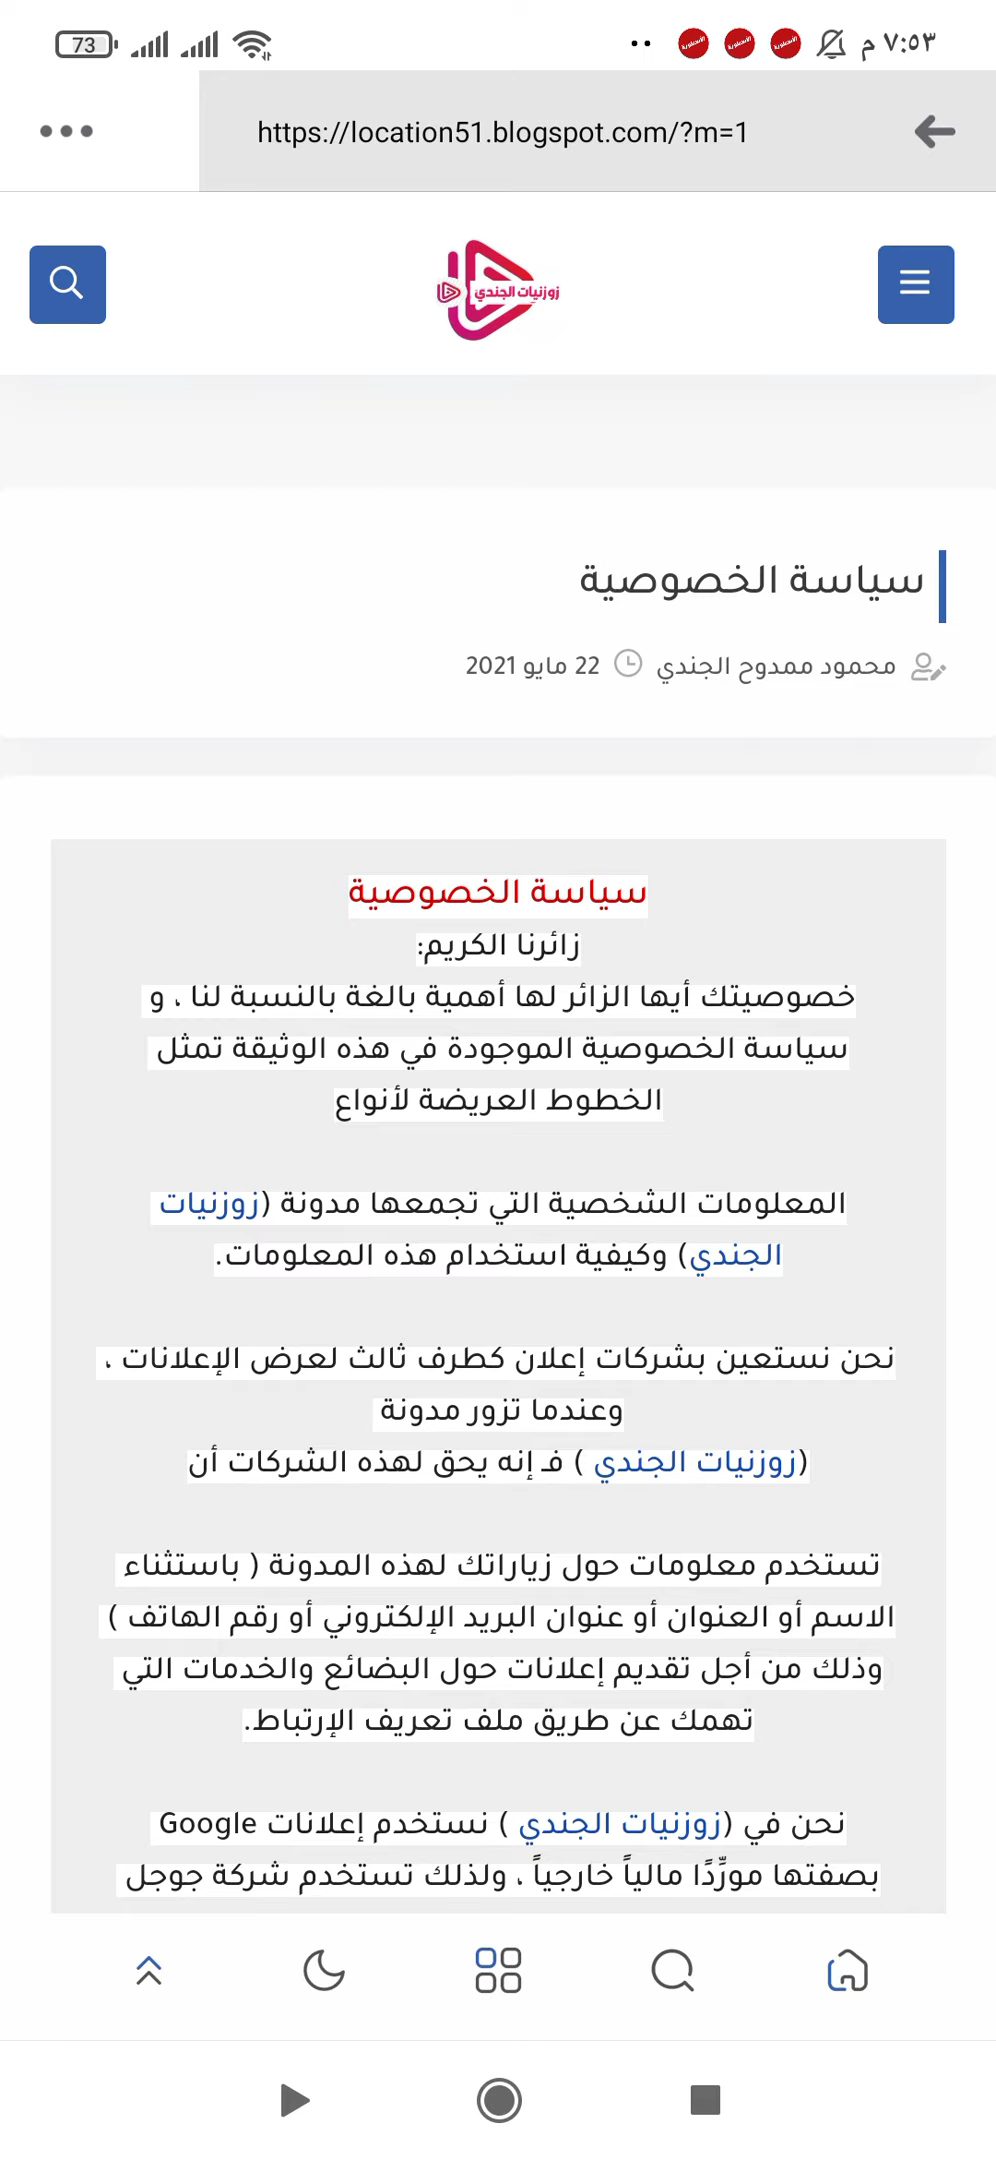 ٧:٥٣ م
73
https://location51.blogspot.com/?m=1
زوزنيات الجندي
سياسة الخصوصية
محمود ممدوح الجندي 22 مايو 2021
سياسة الخصوصية
زائرنا الكريم:
خصوصيتك أيها الزائر لها أهمية بالغة بالنسبة لنا ، و
سياسة الخصوصية الموجودة في هذه الوثيقة تمثل
الخطوط العريضة لأنواع
المعلومات الشخصية التي تجمعها مدونة (زوزنيات
الجندي) وكيفية استخدام هذه المعلومات.
نحن نستعين بشركات إعلان كطرف ثالث لعرض الإعلانات ،
وعندما تزور مدونة
(زوزنيات الجندي ) فـ إنه يحق لهذه الشركات أن
تستخدم معلومات حول زياراتك لهذه المدونة ( باستثناء
الاسم أو العنوان أو عنوان البريد الإلكتروني أو رقم الهاتف )
وذلك من أجل تقديم إعلانات حول البضائع والخدمات التي
تهمك عن طريق ملف تعريف الإرتباط.
نحن في (زوزنيات الجندي ) نستخدم إعلانات Google
بصفتها مورِّدًا مالياً خارجياً ، ولذلك تستخدم شركة جوجل